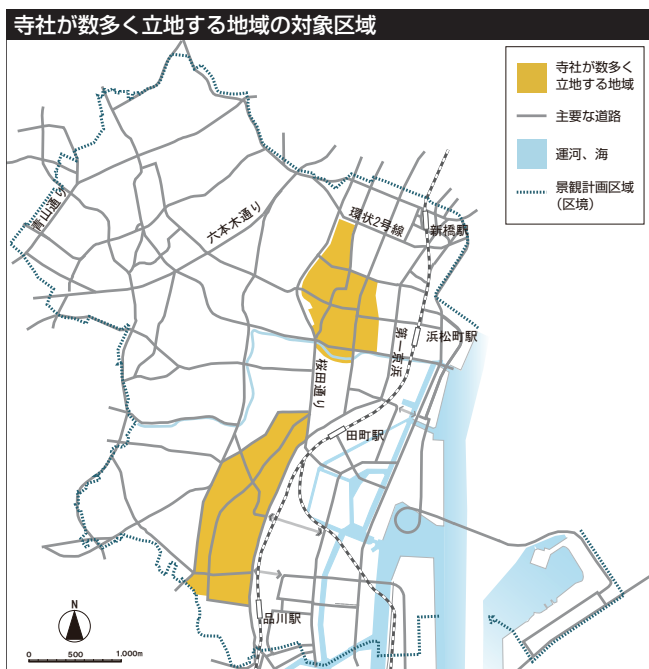 寺社が数多く立地する地域の対象区域
寺社が数多く
立地する地域
主要な道路
運河、海
景観計画区域
(区境)
青山通り
六本木通り
環状2号線
新橋駅
浜松町駅
第一京浜
桜田通り
田町駅
品川駅
N
0 500 1,000m